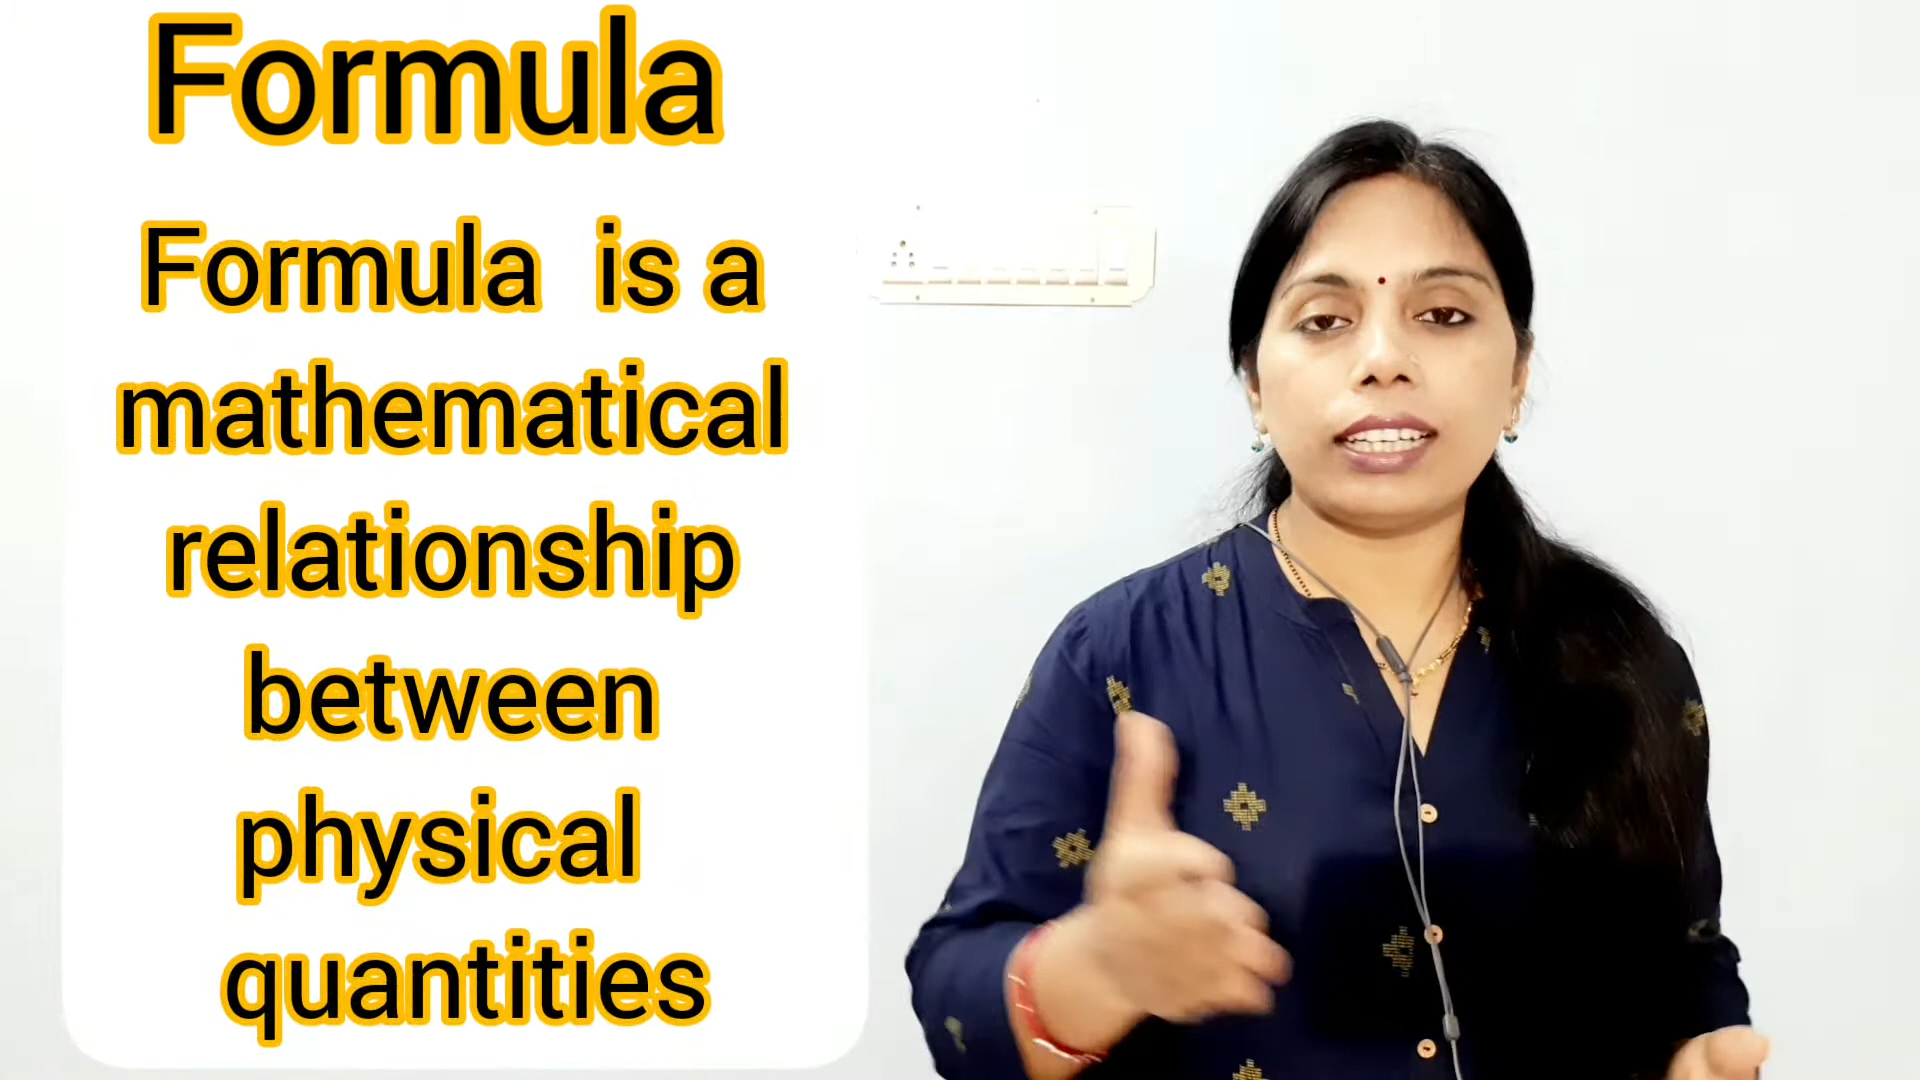 Formula
Formula is a
mathematical
relationship
between
physical
quantities